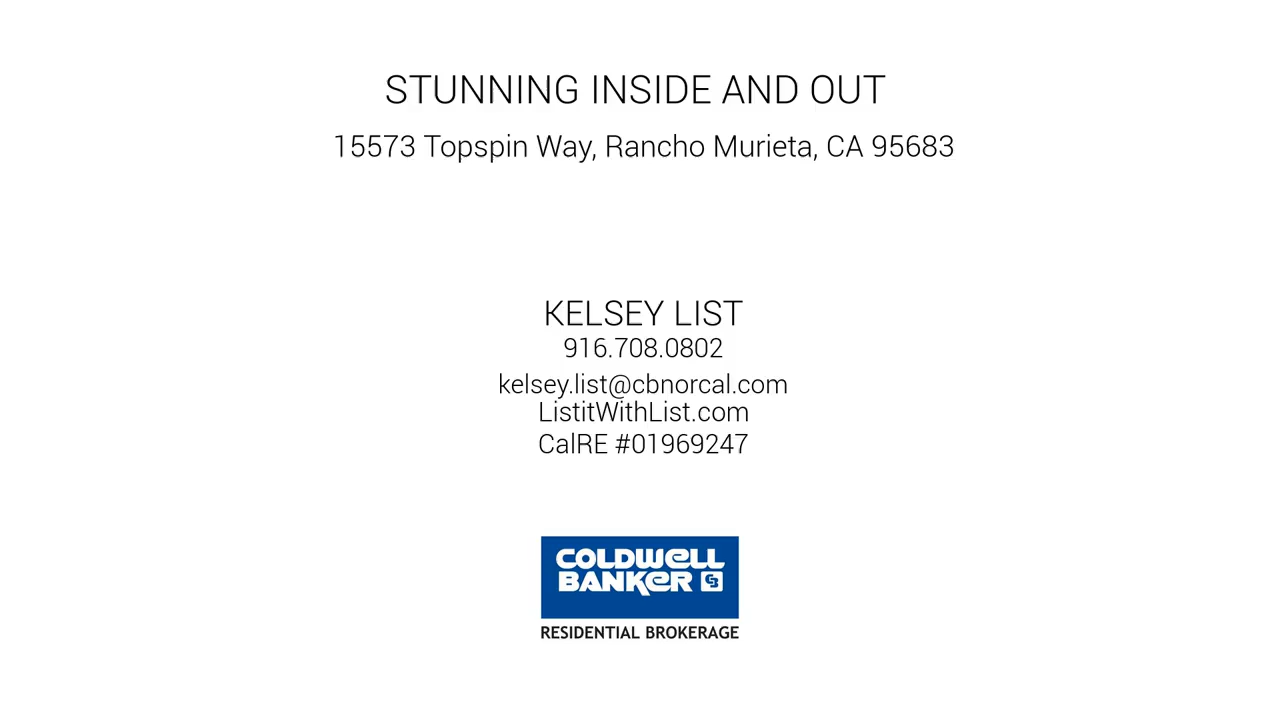 STUNNING INSIDE AND OUT
15573 Topspin Way, Rancho Murieta, CA 95683
KELSEY LIST
916.708.0802
kelsey.list@cbnorcal.com
ListitWithList.com
CalRE #01969247
COLDWELL
BANKER CB
RESIDENTIAL BROKERAGE